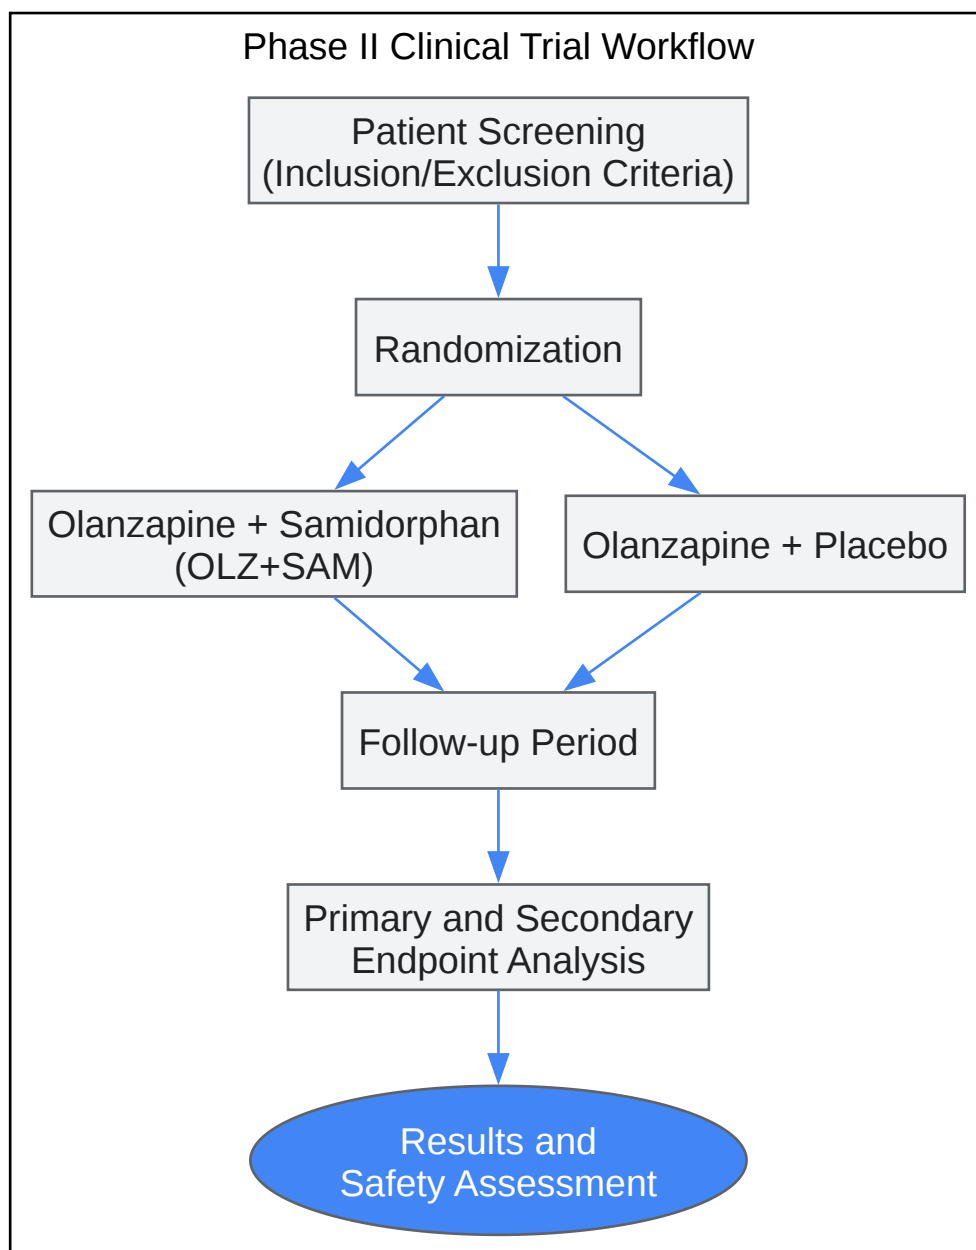 Phase II Clinical Trial Workflow
Patient Screening
(Inclusion/Exclusion Criteria)
Randomization
Olanzapine + Samidorphan
(OLZ+SAM)
Olanzapine + Placebo
Follow-up Period
Primary and Secondary
Endpoint Analysis
Results and
Safety Assessment